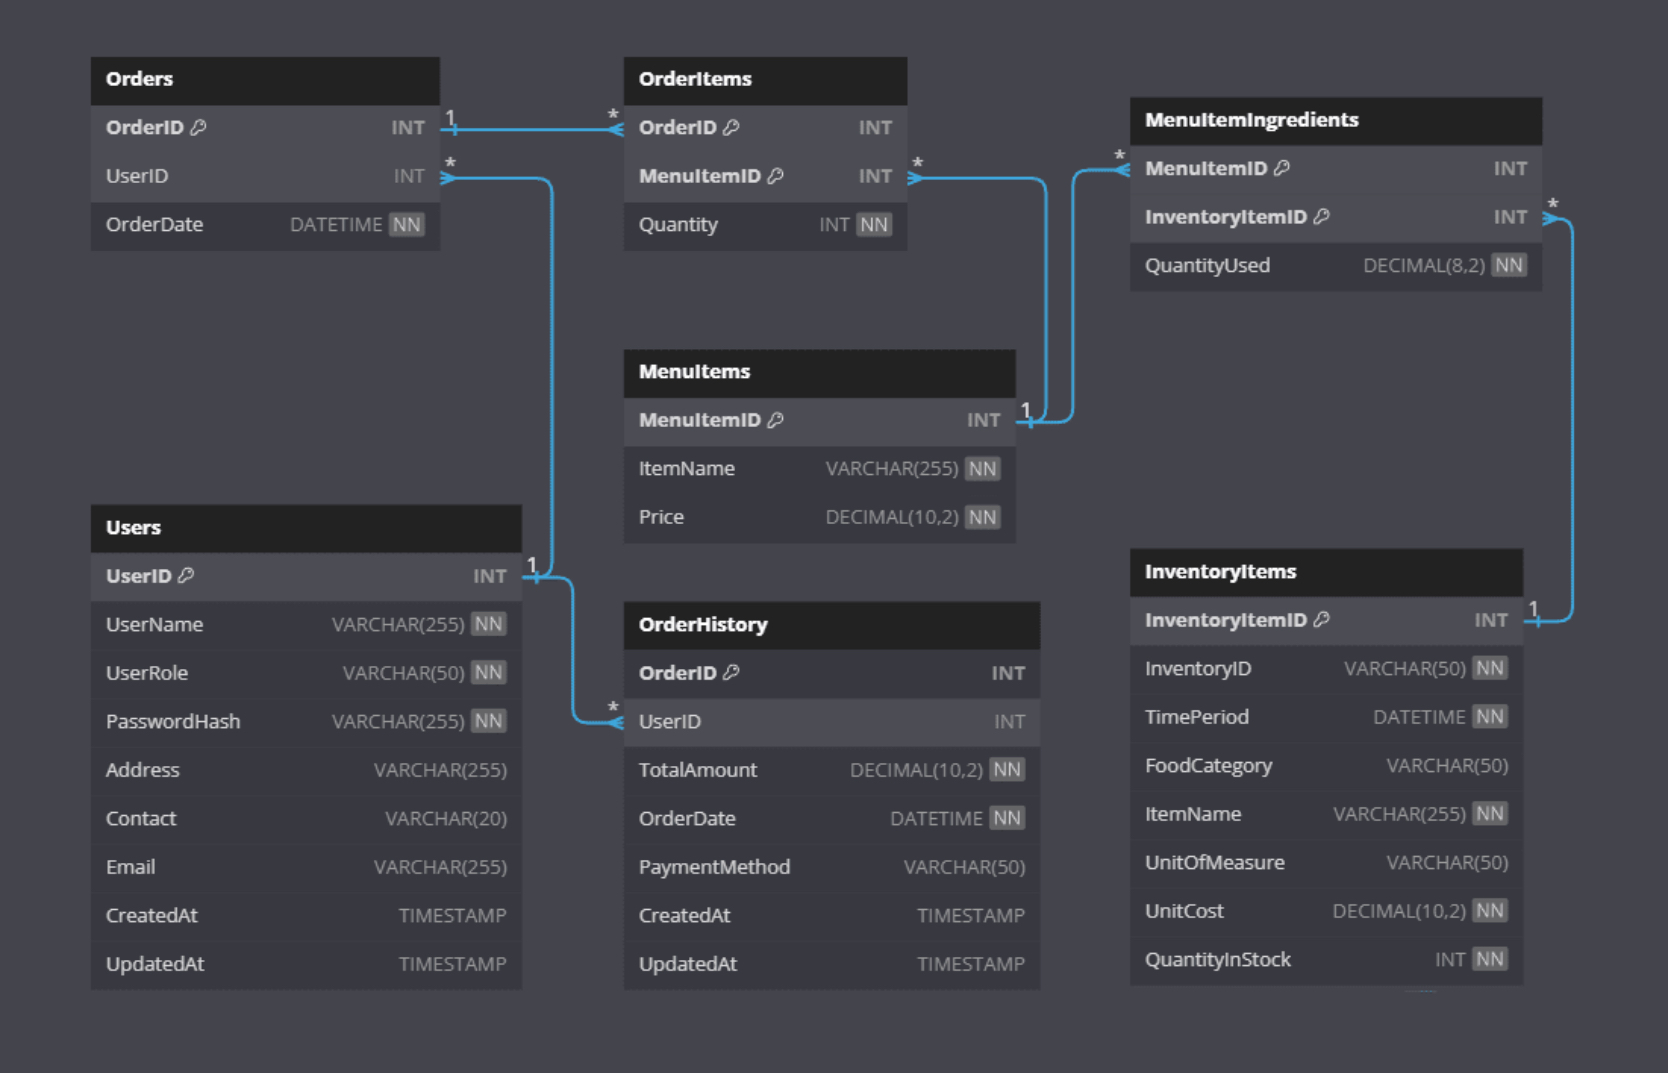 Orders
OrderID INT
UserID INT
OrderDate DATETIME NN
1
*
*
OrderItems
OrderID INT
MenuItemID INT
Quantity INT NN
*
*
MenuItemIngredients
MenuItemID INT
InventoryItemID INT
QuantityUsed DECIMAL(8,2) NN
*
MenuItems
MenuItemID INT
ItemName VARCHAR(255) NN
Price DECIMAL(10,2) NN
1
Users
UserID INT
UserName VARCHAR(255) NN
UserRole VARCHAR(50) NN
PasswordHash VARCHAR(255) NN
Address VARCHAR(255)
Contact VARCHAR(20)
Email VARCHAR(255)
CreatedAt TIMESTAMP
UpdatedAt TIMESTAMP
1
*
OrderHistory
OrderID INT
UserID INT
TotalAmount DECIMAL(10,2) NN
OrderDate DATETIME NN
PaymentMethod VARCHAR(50)
CreatedAt TIMESTAMP
UpdatedAt TIMESTAMP
InventoryItems
InventoryItemID INT
InventoryID VARCHAR(50) NN
TimePeriod DATETIME NN
FoodCategory VARCHAR(50)
ItemName VARCHAR(255) NN
UnitOfMeasure VARCHAR(50)
UnitCost DECIMAL(10,2) NN
QuantityInStock INT NN
1